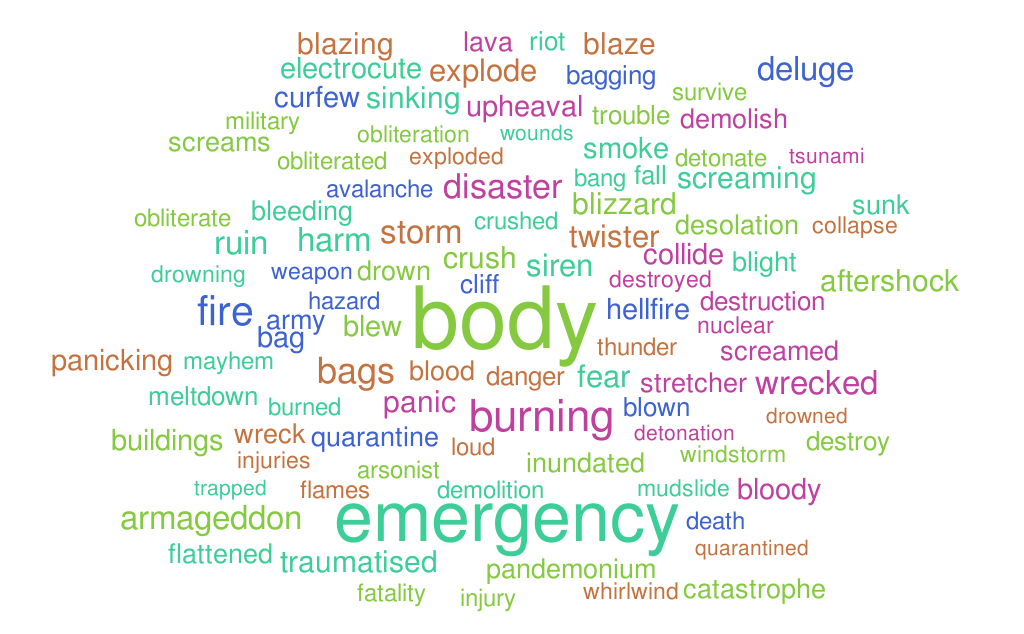 blazing lava riot blaze
electrocute explode bagging deluge
curfew sinking upheaval trouble survive demolish
military screams obliteration wounds smoke
obliterated exploded detonate tsunami
avalanche disaster bang fall screaming
obliterate bleeding crushed blizzard desolation sunk collapse
ruin harm storm twister
drowning weapon drown crush siren collide blight
cliff destroyed aftershock
fire hazard army body hellfire destruction
bag blew nuclear
panicking mayhem thunder screamed
bags blood danger fear stretcher wrecked
meltdown burned panic burning blown drowned
buildings wreck quarantine loud detonation destroy
injuries arsonist inundated windstorm
trapped flames demolition mudslide bloody
armageddon emergency death
flattened traumatised quarantined
pandemonium
fatality injury whirlwind catastrophe